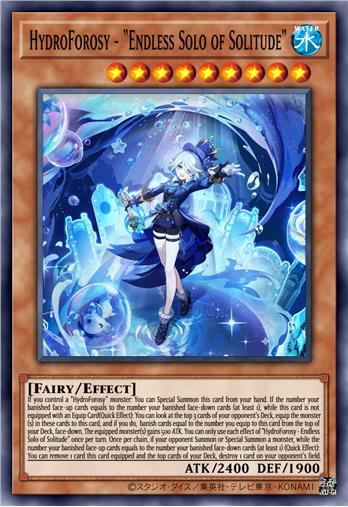 HydroForosy - "Endless Solo of Solitude"
WATER
水
[Fairy/Effect]
If you control a "HydroForosy" monster: You can Special Summon this card from your hand. If the number your
banished face-up cards equals to the number your banished face-down cards (at least 1), while this card is not
equipped with an Equip Card(Quick Effect): You can look at the top 3 cards of your opponent's Deck, equip the monster
(s) in these cards to this card, and if you do, banish cards equal to the number you equip to this card from the top of
your Deck, face-down. The equipped monster(s) gains 500 ATK. You can only use each effect of "HydroForosy - Endless
Solo of Solitude" once per turn. Once per chain, if your opponent Summon or Special Summon a monster, while the
number your banished face-up cards equals to the number your banished face-down cards (at least 1) (Quick Effect):
You can remove 1 card this card equipped and the top cards of your Deck, destroy 1 card on your opponent's field.
ATK/2400 DEF/1900
©スタジオ・ダイス／集英社・テレビ東京・KONAMI